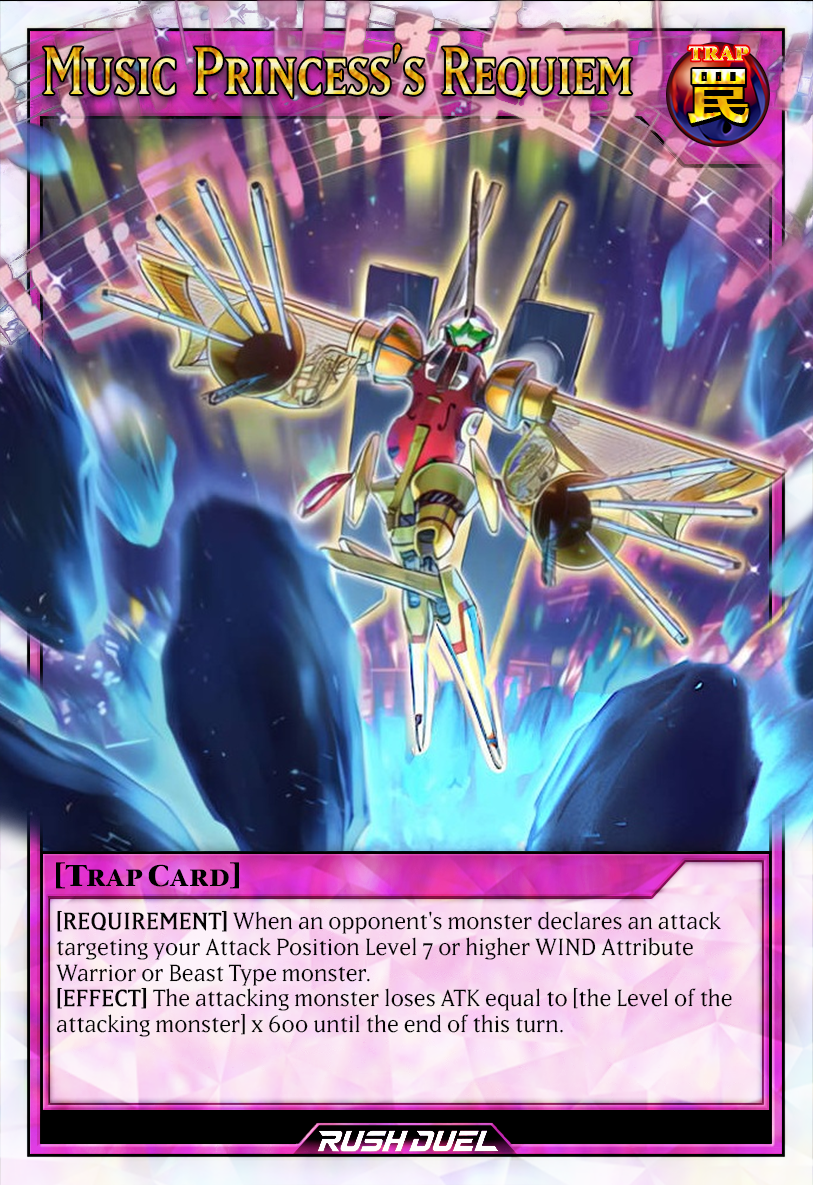 Music Princess's Requiem
TRAP
罠
[Trap Card]
[REQUIREMENT] When an opponent's monster declares an attack
targeting your Attack Position Level 7 or higher WIND Attribute
Warrior or Beast Type monster.
[EFFECT] The attacking monster loses ATK equal to [the Level of the
attacking monster] x 600 until the end of this turn.
RUSH DUEL